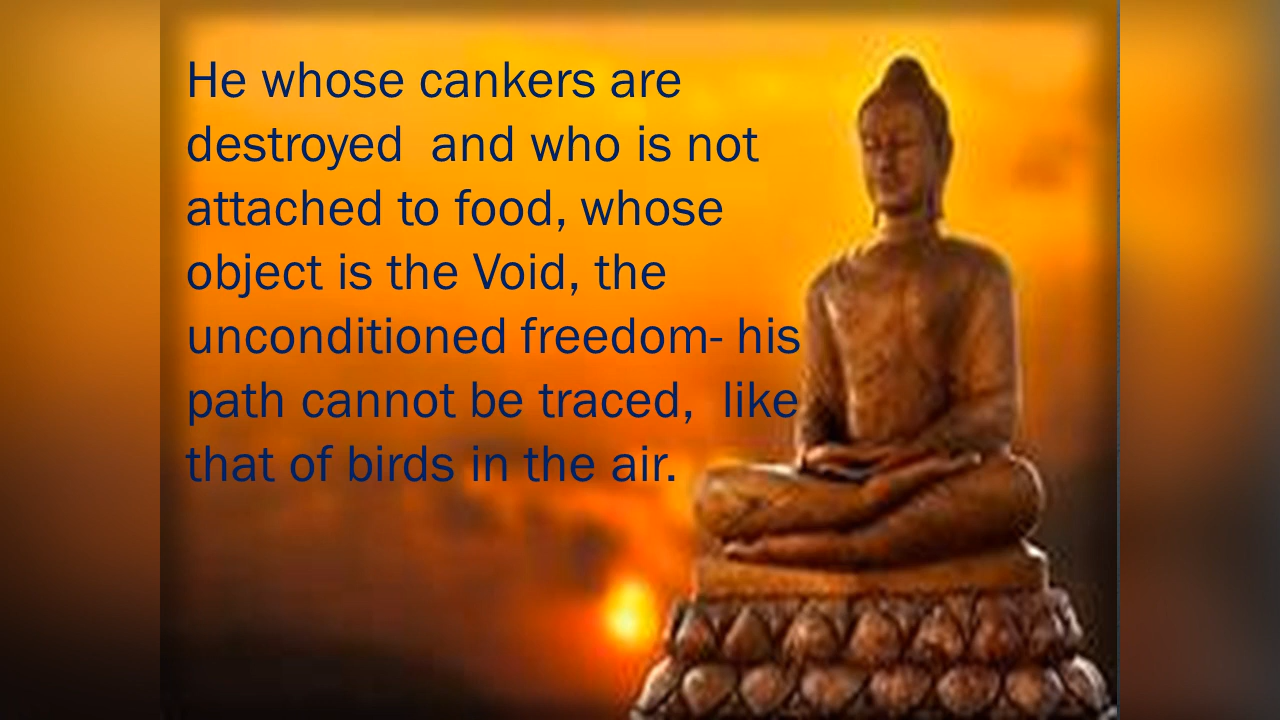 He whose cankers are
destroyed  and who is not
attached to food, whose
object is the Void, the
unconditioned freedom- his
path cannot be traced,  like
that of birds in the air.